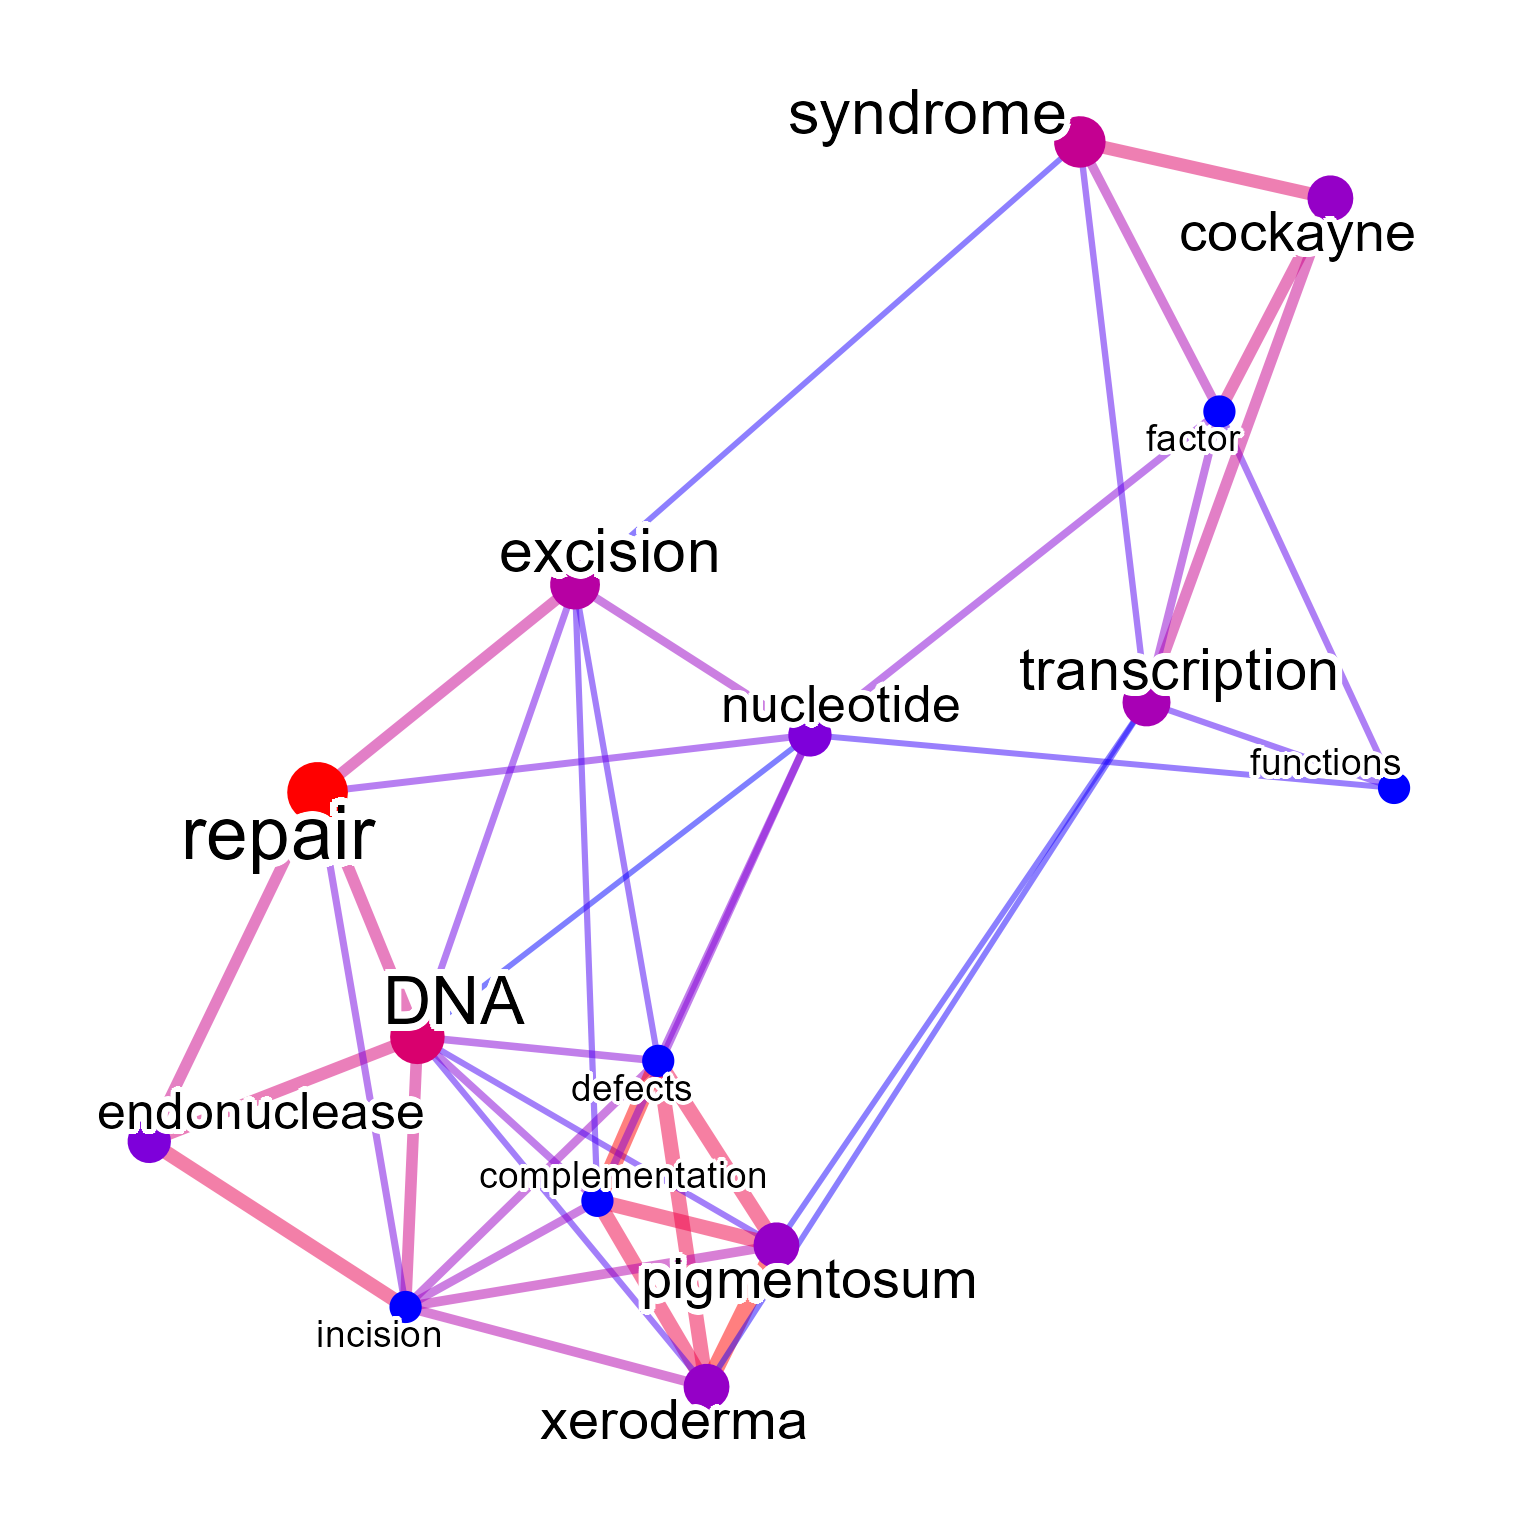 syndrome
cockayne
factor
excision
transcription
nucleotide
functions
repair
DNA
defects
endonuclease
complementation
pigmentosum
incision
xeroderma